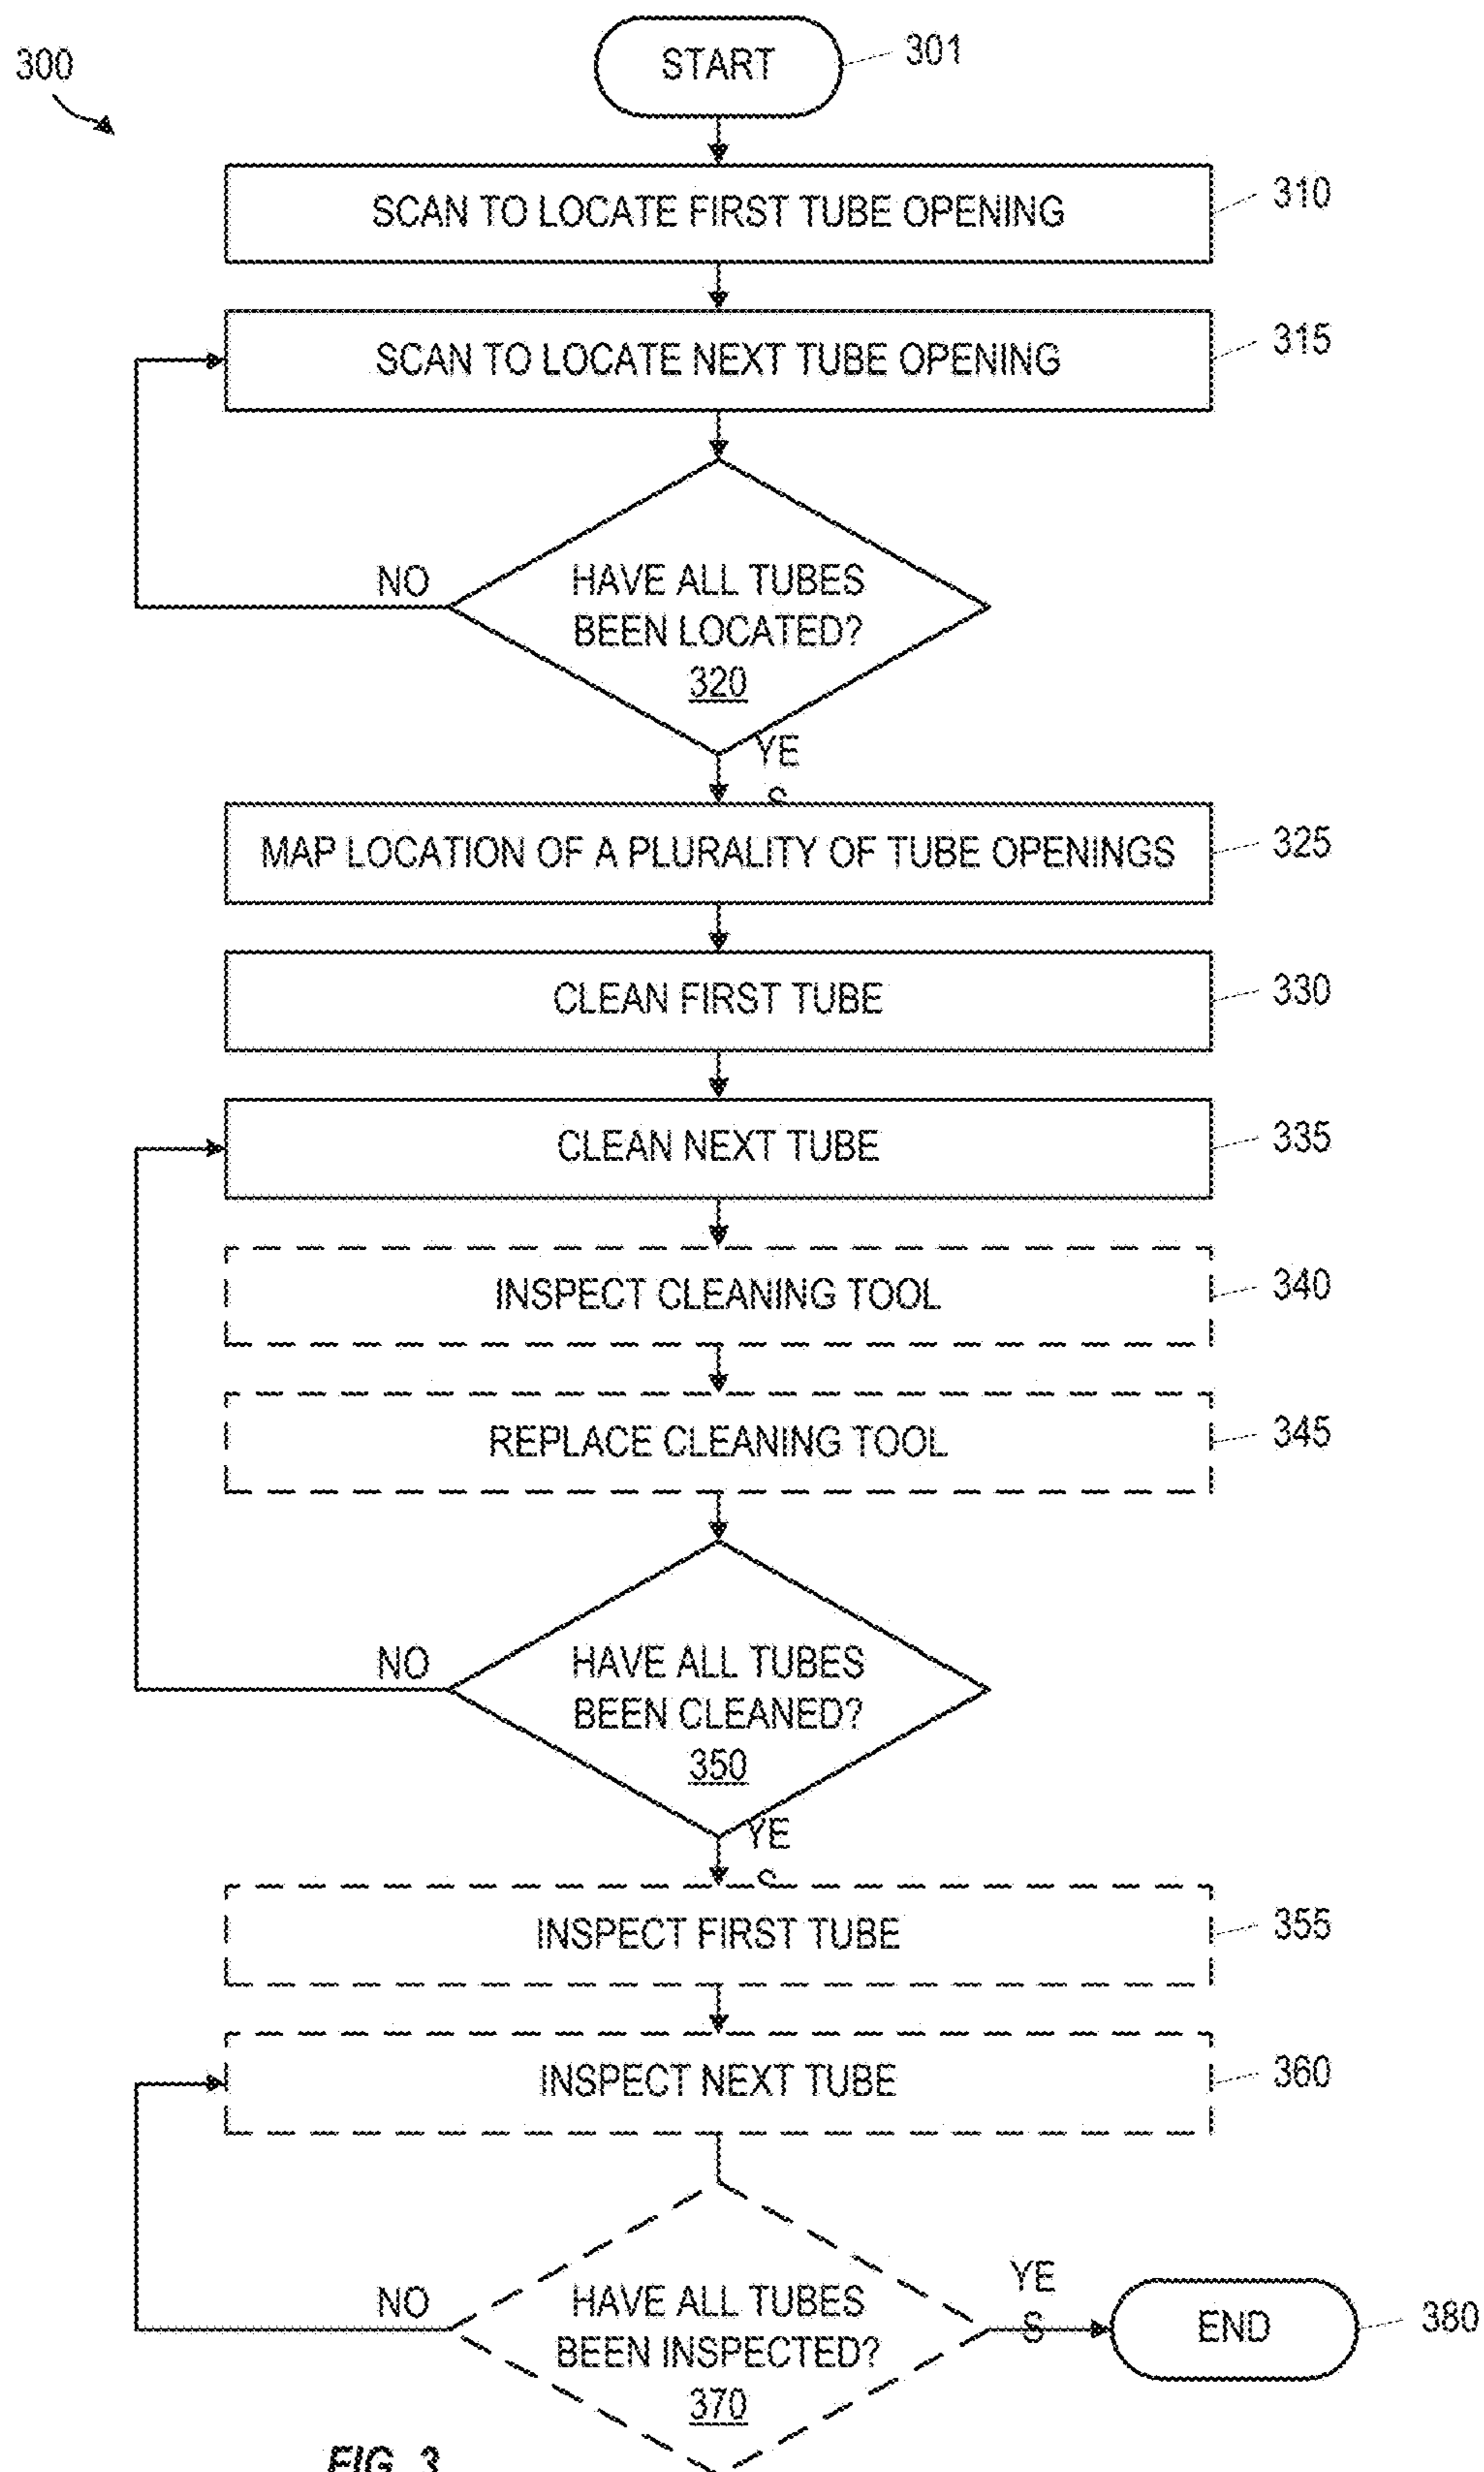 300
START
301
SCAN TO LOCATE FIRST TUBE OPENING
310
SCAN TO LOCATE NEXT TUBE OPENING
315
NO
HAVE ALL TUBES
BEEN LOCATED?
320
YE
S
MAP LOCATION OF A PLURALITY OF TUBE OPENINGS
325
CLEAN FIRST TUBE
330
CLEAN NEXT TUBE
335
INSPECT CLEANING TOOL
340
REPLACE CLEANING TOOL
345
NO
HAVE ALL TUBES
BEEN CLEANED?
350
YE
S
INSPECT FIRST TUBE
355
INSPECT NEXT TUBE
360
NO
HAVE ALL TUBES
BEEN INSPECTED?
370
YE
S
END
380
FIG. 3